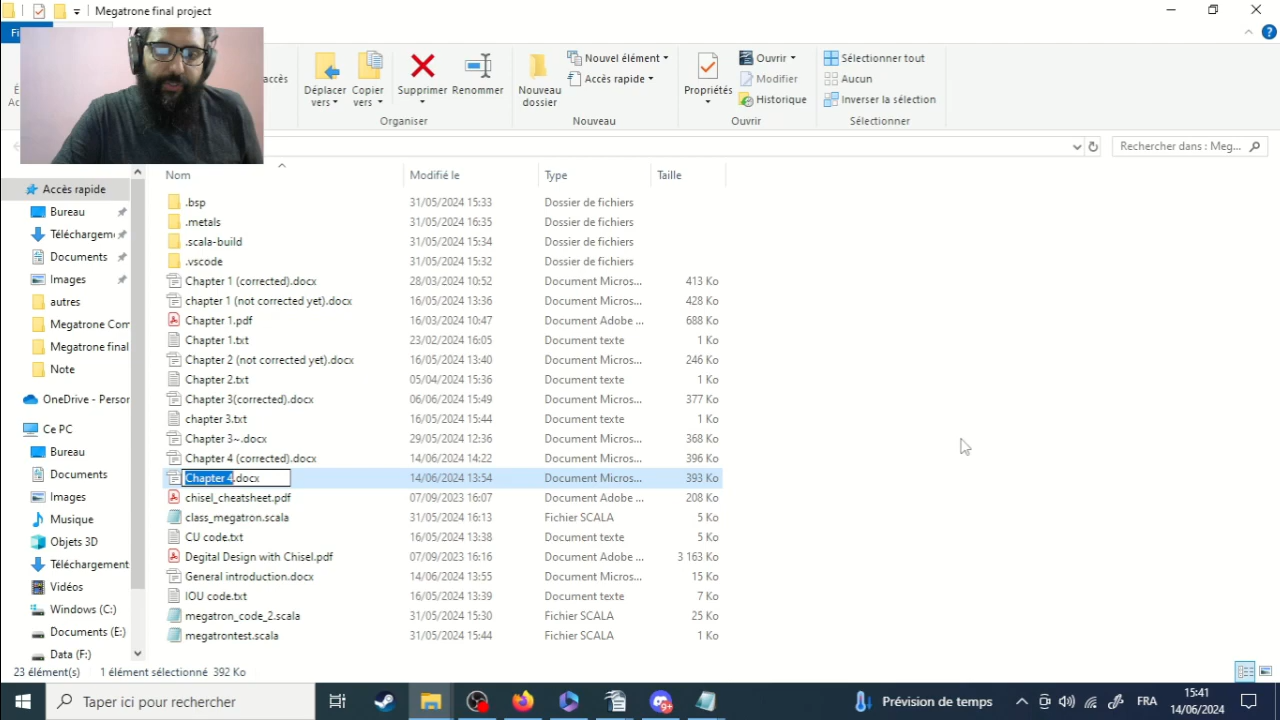 Megatrone final project
Fi
accès
É
Ac
Déplacer vers
Copier vers
Supprimer
Renommer
Organiser
Nouveau dossier
Nouvel élément
Accès rapide
Nouveau
Propriétés
Ouvrir
Modifier
Historique
Ouvrir
Sélectionner tout
Aucun
Inverser la sélection
Sélectionner
Rechercher dans : Meg...
Nom Modifié le Type Taille
Accès rapide
Bureau
Téléchargem
Documents
Images
autres
Megatrone Com
Megatrone final
Note
OneDrive - Person
Ce PC
Bureau
Documents
Images
Musique
Objets 3D
Téléchargement
Vidéos
Windows (C:)
Documents (E:)
Data (F:)
.bsp 31/05/2024 15:33 Dossier de fichiers
.metals 31/05/2024 16:35 Dossier de fichiers
.scala-build 31/05/2024 15:34 Dossier de fichiers
.vscode 31/05/2024 15:32 Dossier de fichiers
Chapter 1 (corrected).docx 28/03/2024 10:52 Document Micros... 413 Ko
chapter 1 (not corrected yet).docx 16/05/2024 13:36 Document Micros... 428 Ko
Chapter 1.pdf 16/03/2024 10:47 Document Adobe ... 688 Ko
Chapter 1.txt 23/02/2024 16:05 Document texte 1 Ko
Chapter 2 (not corrected yet).docx 16/05/2024 13:40 Document Micros... 246 Ko
Chapter 2.txt 05/04/2024 15:36 Document texte 1 Ko
Chapter 3(corrected).docx 06/06/2024 15:49 Document Micros... 377 Ko
chapter 3.txt 16/05/2024 15:44 Document texte 1 Ko
Chapter 3~.docx 29/05/2024 12:36 Document Micros... 368 Ko
Chapter 4 (corrected).docx 14/06/2024 14:22 Document Micros... 396 Ko
Chapter 4.docx 14/06/2024 13:54 Document Micros... 393 Ko
chisel_cheatsheet.pdf 07/09/2023 16:07 Document Adobe ... 208 Ko
class_megatron.scala 31/05/2024 16:13 Fichier SCALA 5 Ko
CU code.txt 16/05/2024 13:38 Document texte 5 Ko
Degital Design with Chisel.pdf 07/09/2023 16:16 Document Adobe ... 3 163 Ko
General introduction.docx 14/06/2024 13:55 Document Micros... 15 Ko
IOU code.txt 16/05/2024 13:39 Document texte 7 Ko
megatron_code_2.scala 31/05/2024 15:30 Fichier SCALA 25 Ko
megatrontest.scala 31/05/2024 15:44 Fichier SCALA 1 Ko
23 élément(s) 1 élément sélectionné 392 Ko
Taper ici pour rechercher
9+
Prévision de temps
FRA
15:41
14/06/2024